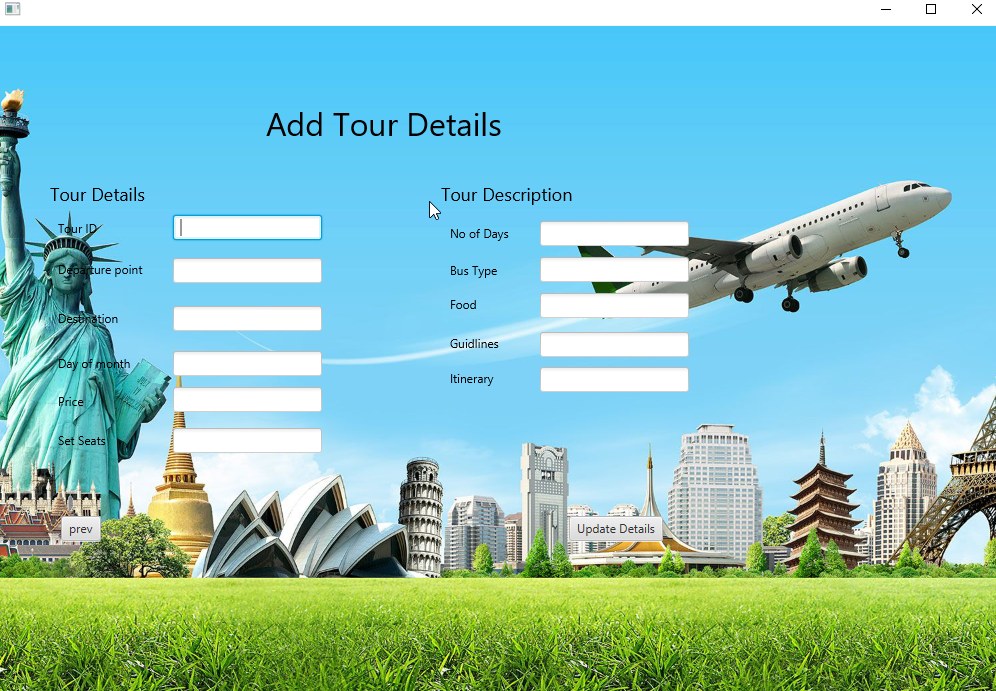 Add Tour Details
Tour Details
Tour ID
Departure point
Destination
Day of month
Price
Set Seats
Tour Description
No of Days
Bus Type
Food
Guidlines
Itinerary
prev
Update Details